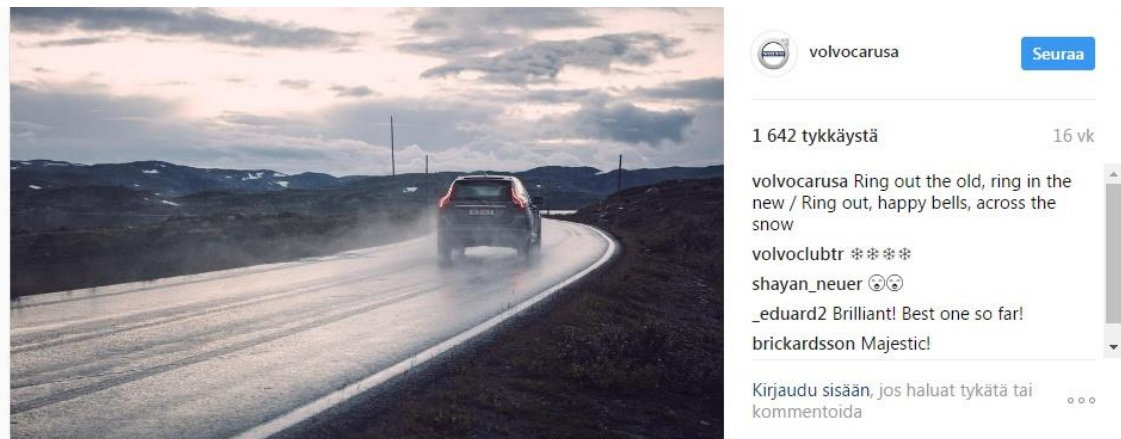 volvocarusa
Seuraa
1 642 tykkäystä
16 vk
volvocarusa Ring out the old, ring in the
new / Ring out, happy bells, across the
snow
volvoclubtr ❄❄❄❄
shayan_neuer 😮😮
_eduard2 Brilliant! Best one so far!
brickardsson Majestic!
Kirjaudu sisään, jos haluat tykätä tai
kommentoida